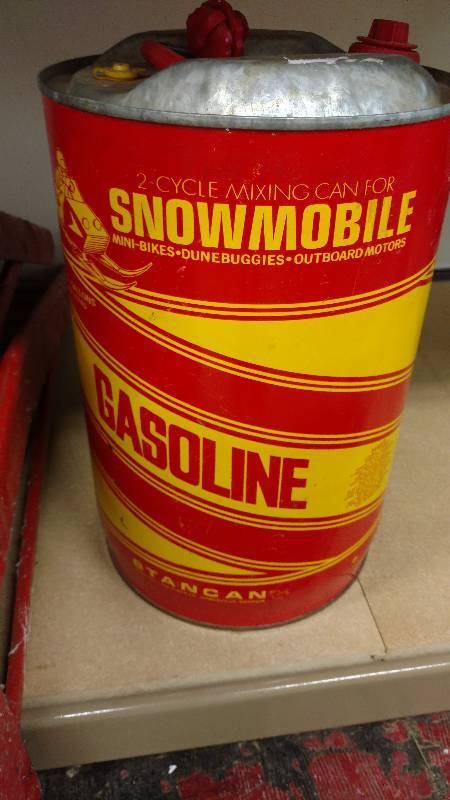 2-CYCLE MIXING CAN FOR
SNOWMOBILE
MINI-BIKES•DUNEBUGGIES•OUTBOARD MOTORS
GASOLINE
STANCAN